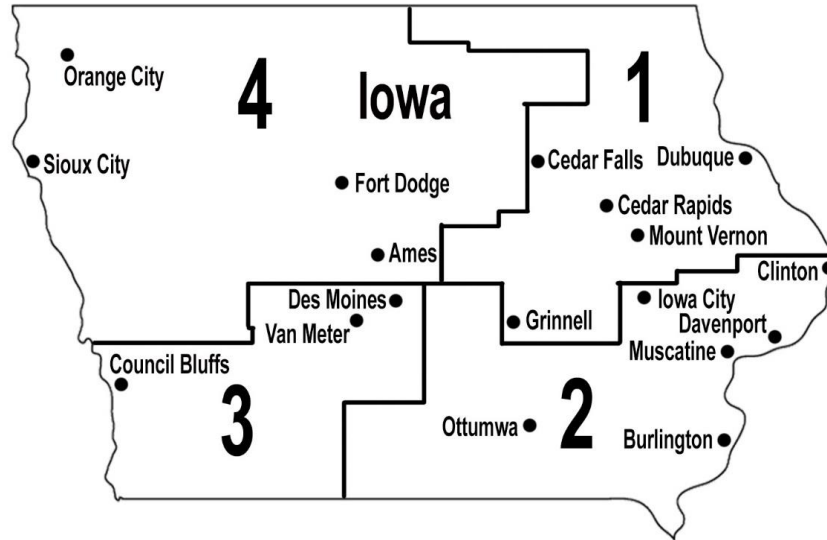 Orange City
4
Iowa
1
Sioux City
Cedar Falls
Dubuque
Fort Dodge
Cedar Rapids
Mount Vernon
Ames
Clinton
Des Moines
Iowa City
Van Meter
Grinnell
Davenport
Muscatine
Council Bluffs
3
Ottumwa
2
Burlington